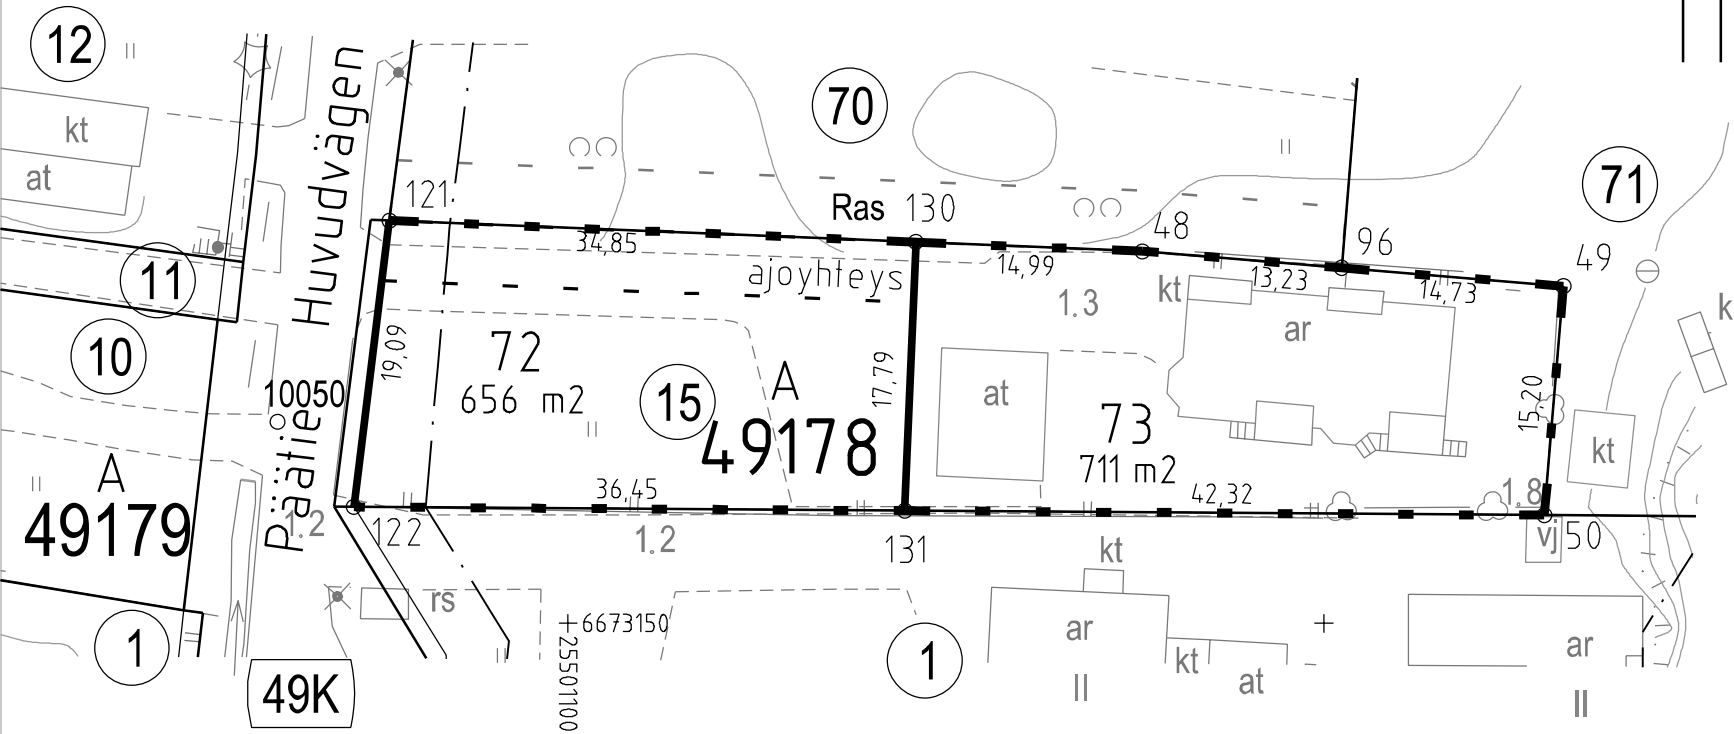 12
kt
at
Huvudvägen
121
70
Ras
130
48
96
71
49
34,85
ajoyhteys
14,99
kt
13,23
14,73
k
11
1.3
ar
10
19,09
72
656 m2
15
A
49178
17,79
at
73
711 m2
15,20
kt
10050
Päätie
A
49179
1.2
122
36,45
1.2
131
42,32
kt
1.8
vj
50
rs
+6673150
25501100
1
49K
1
ar
II
kt
at
ar
II